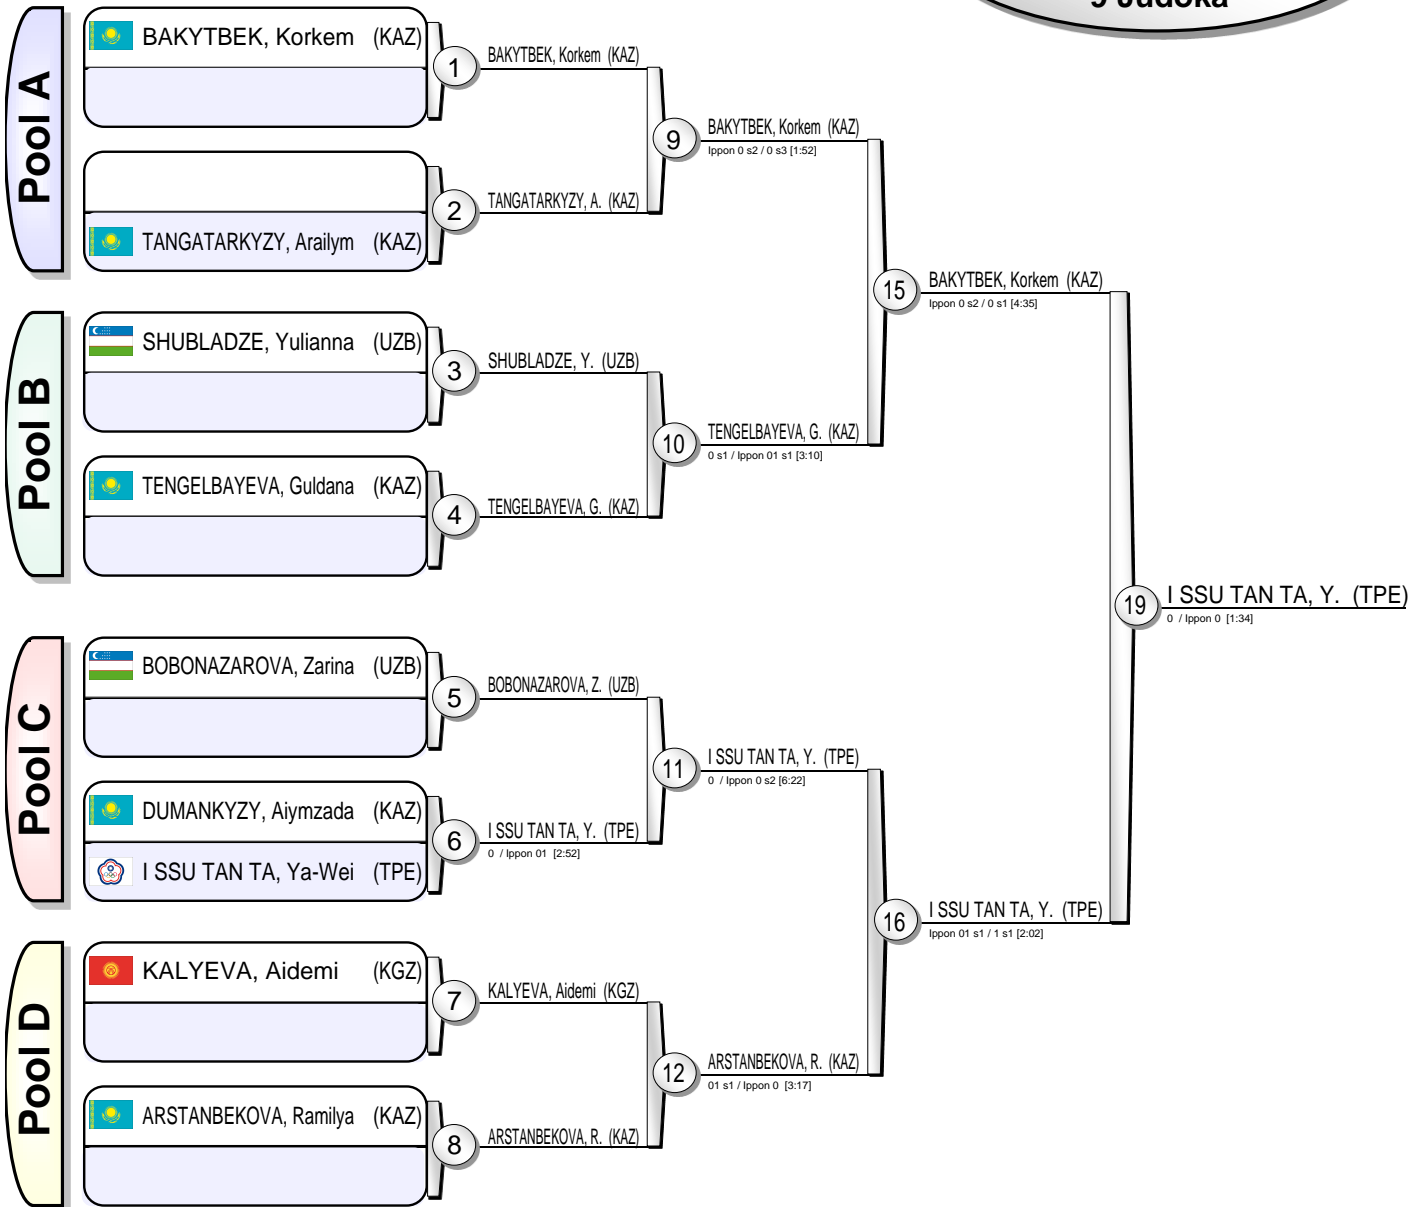 9 Judoka
Pool A
BAKYTBEK, Korkem (KAZ)
TANGATARKYZY, Arailym (KAZ)
Pool B
SHUBLADZE, Yulianna (UZB)
TENGELBAYEVA, Guldana (KAZ)
Pool C
BOBONAZAROVA, Zarina (UZB)
DUMANKYZY, Aiymzada (KAZ)
I SSU TAN TA, Ya-Wei (TPE)
Pool D
KALYEVA, Aidemi (KGZ)
ARSTANBEKOVA, Ramilya (KAZ)
1
BAKYTBEK, Korkem (KAZ)
2
TANGATARKYZY, A. (KAZ)
3
SHUBLADZE, Y. (UZB)
4
TENGELBAYEVA, G. (KAZ)
5
BOBONAZAROVA, Z. (UZB)
6
I SSU TAN TA, Y. (TPE)
0 / Ippon 01 [2:52]
7
KALYEVA, Aidemi (KGZ)
8
ARSTANBEKOVA, R. (KAZ)
9
BAKYTBEK, Korkem (KAZ)
Ippon 0 s2 / 0 s3 [1:52]
10
TENGELBAYEVA, G. (KAZ)
0 s1 / Ippon 01 s1 [3:10]
11
I SSU TAN TA, Y. (TPE)
0 / Ippon 0 s2 [6:22]
12
ARSTANBEKOVA, R. (KAZ)
01 s1 / Ippon 0 [3:17]
15
BAKYTBEK, Korkem (KAZ)
Ippon 0 s2 / 0 s1 [4:35]
16
I SSU TAN TA, Y. (TPE)
Ippon 01 s1 / 1 s1 [2:02]
19
I SSU TAN TA, Y. (TPE)
0 / Ippon 0 [1:34]